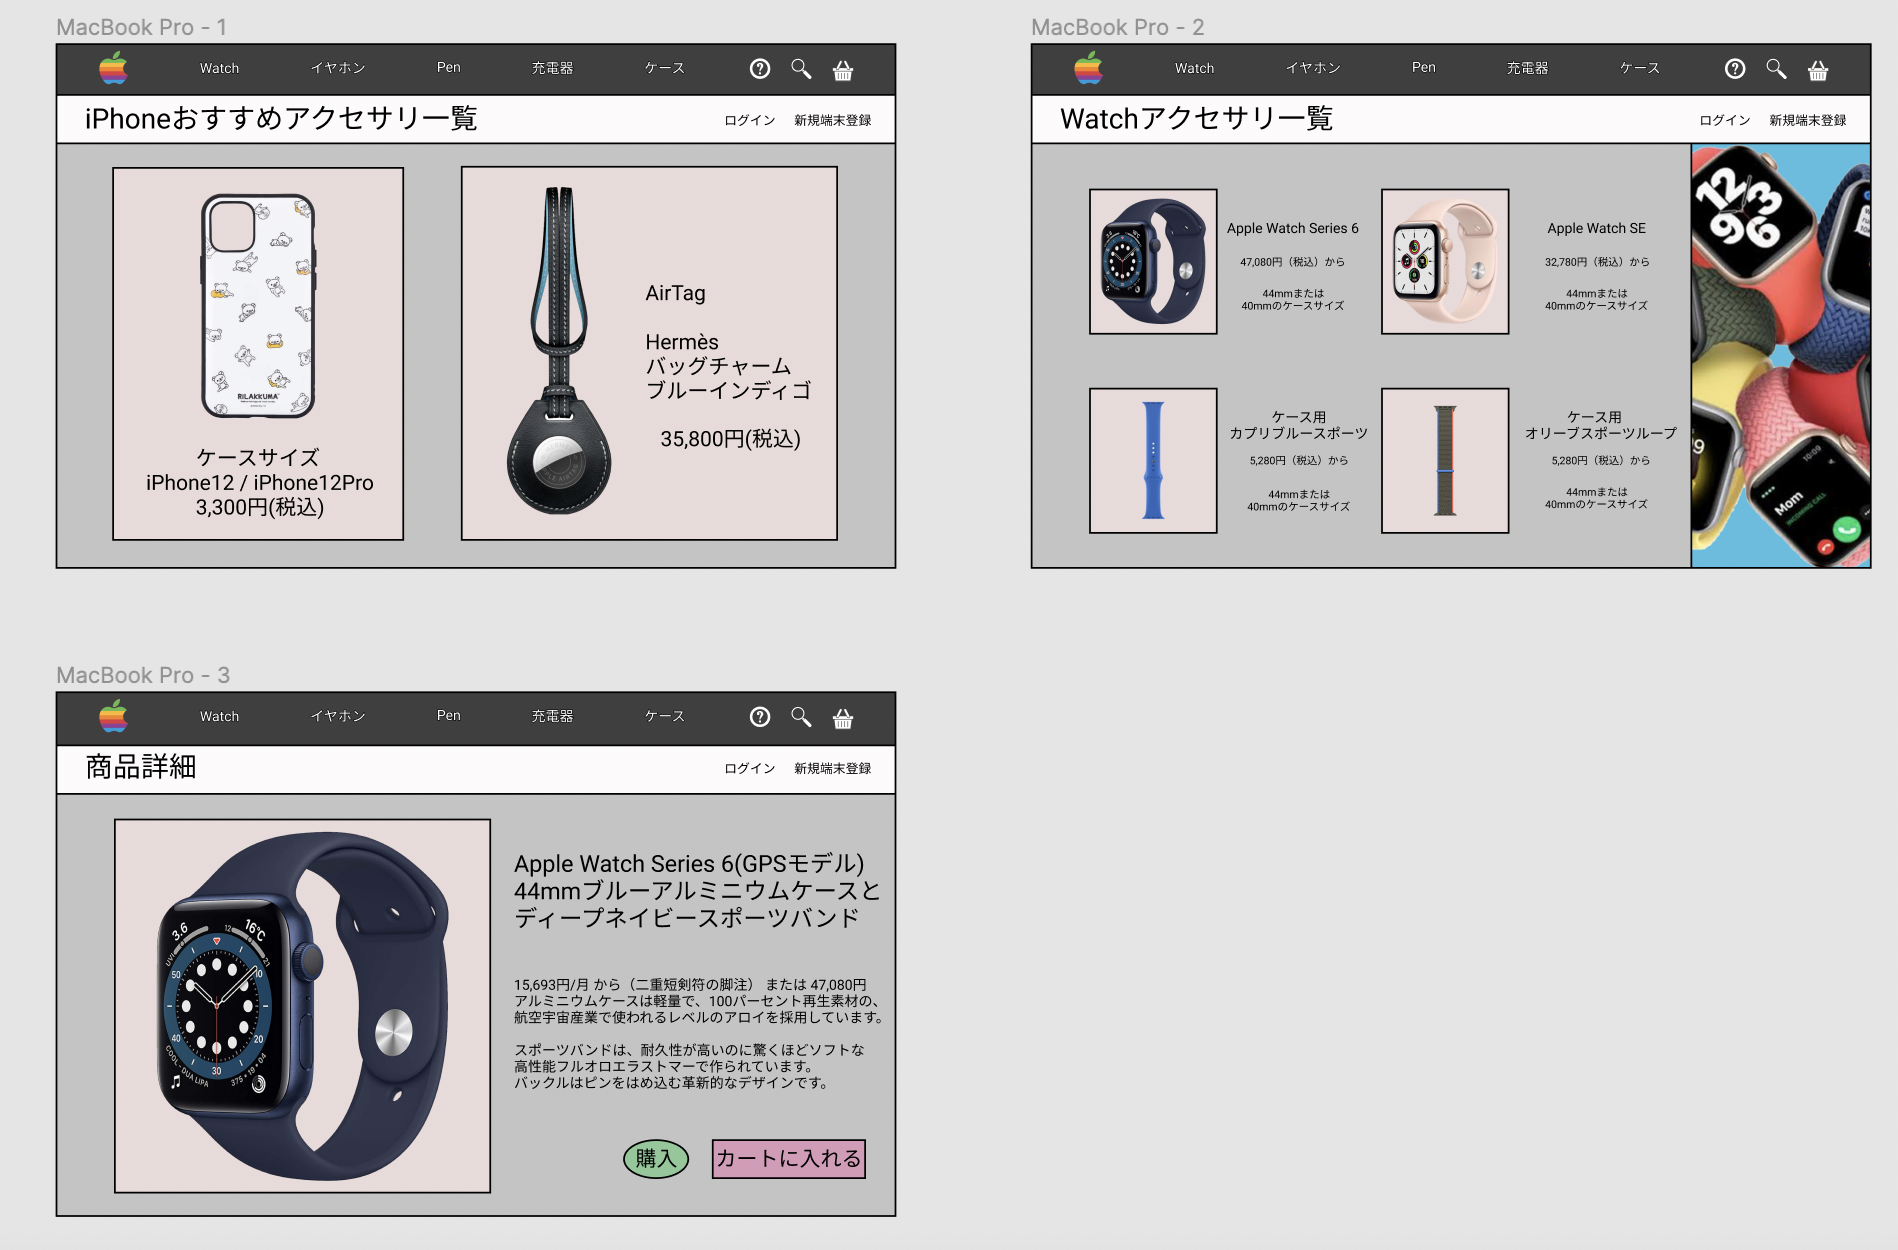 MacBook Pro - 1
Watch
イヤホン
Pen
充電器
ケース
iPhoneおすすめアクセサリ一覧
ログイン
新規端末登録
RILAKKUMA
ケースサイズ
iPhone12 / iPhone12Pro
3,300円(税込)
AirTag
Hermès
バッグチャーム
ブルーインディゴ
35,800円(税込)
MacBook Pro - 2
Watch
イヤホン
Pen
充電器
ケース
Watchアクセサリ一覧
ログイン
新規端末登録
Apple Watch Series 6
47,080円（税込）から
44mmまたは
40mmのケースサイズ
Apple Watch SE
32,780円（税込）から
44mmまたは
40mmのケースサイズ
ケース用
カプリブルースポーツ
5,280円（税込）から
44mmまたは
40mmのケースサイズ
ケース用
オリーブスポーツループ
5,280円（税込）から
44mmまたは
40mmのケースサイズ
12
3
9
6
10:09
Mom
INCOMING CALL
MacBook Pro - 3
Watch
イヤホン
Pen
充電器
ケース
商品詳細
ログイン
新規端末登録
3.6
UVI
12
16°C
21
50
10
40
20
30
COOL • DUA LIPA
375 • 19 • 04
Apple Watch Series 6(GPSモデル)
44mmブルーアルミニウムケースと
ディープネイビースポーツバンド
15,693円/月 から（二重短剣符の脚注） または 47,080円
アルミニウムケースは軽量で、100パーセント再生素材の、
航空宇宙産業で使われるレベルのアロイを採用しています。
スポーツバンドは、耐久性が高いのに驚くほどソフトな
高性能フルオロエラストマーで作られています。
バックルはピンをはめ込む革新的なデザインです。
購入
カートに入れる